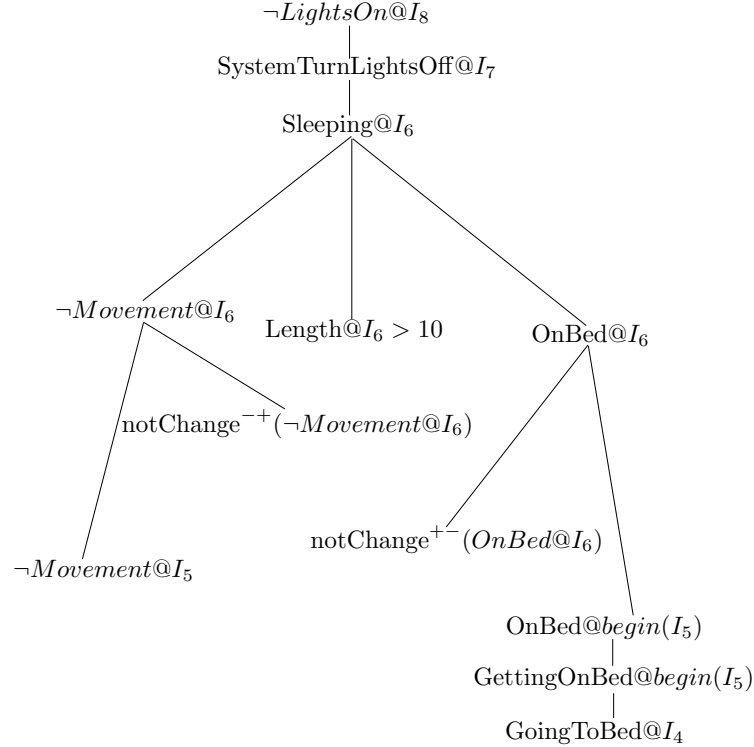 ¬LightsOn@I₈
SystemTurnLightsOff@I₇
Sleeping@I₆
¬Movement@I₆
Length@I₆ > 10
OnBed@I₆
notChange⁻⁺(¬Movement@I₆)
notChange⁺⁻(OnBed@I₆)
¬Movement@I₅
OnBed@begin(I₅)
GettingOnBed@begin(I₅)
GoingToBed@I₄